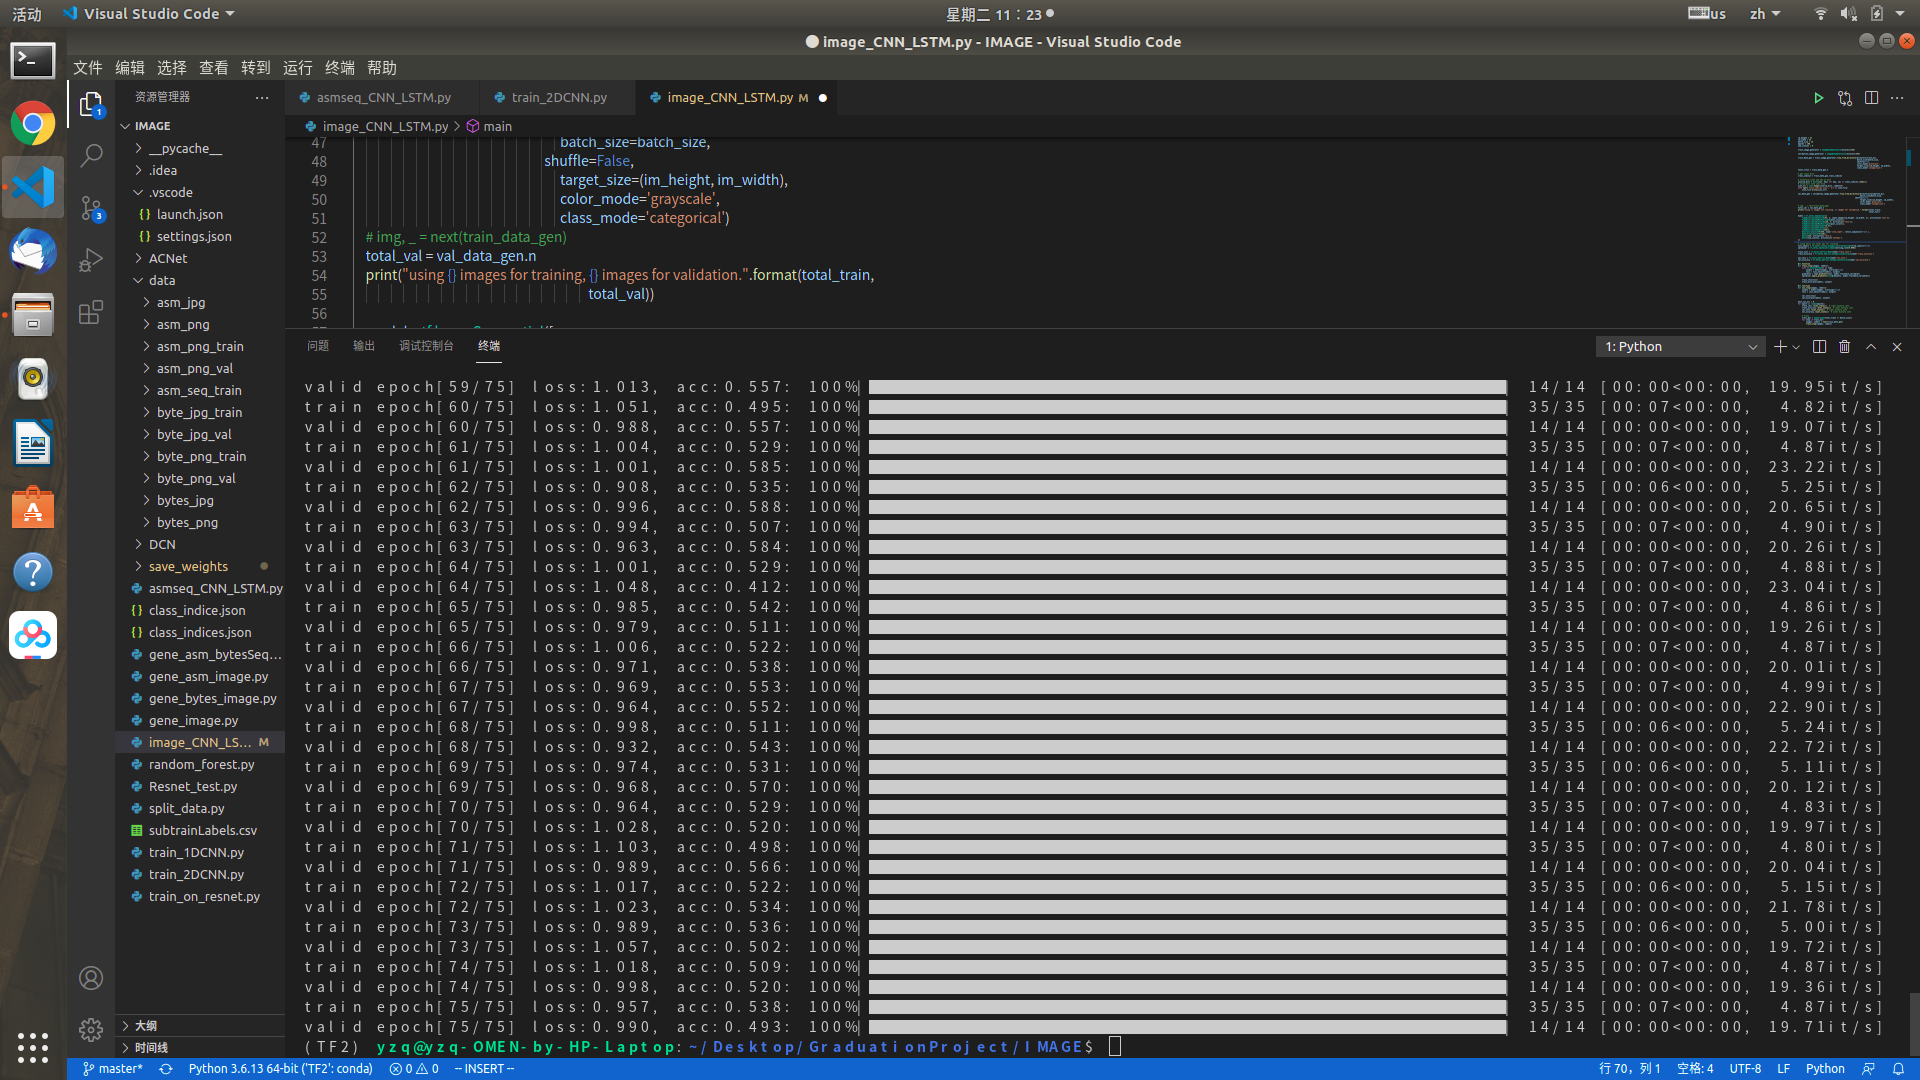 活动 Visual Studio Code 星期二 11：23 us zh
image_CNN_LSTM.py - IMAGE - Visual Studio Code
文件 编辑 选择 查看 转到 运行 终端 帮助
资源管理器 ···
asmseq_CNN_LSTM.py train_2DCNN.py image_CNN_LSTM.py M
image_CNN_LSTM.py > main
IMAGE
__pycache__
.idea
.vscode
{} launch.json
{} settings.json
ACNet
data
asm_jpg
asm_png
asm_png_train
asm_png_val
asm_seq_train
byte_jpg_train
byte_jpg_val
byte_png_train
byte_png_val
bytes_jpg
bytes_png
DCN
save_weights
asmseq_CNN_LSTM.py
{} class_indice.json
{} class_indices.json
gene_asm_bytesSeq...
gene_asm_image.py
gene_bytes_image.py
gene_image.py
image_CNN_LS... M
random_forest.py
Resnet_test.py
split_data.py
subtrainLabels.csv
train_1DCNN.py
train_2DCNN.py
train_on_resnet.py
大纲
时间线
47 batch_size=batch_size,
48 shuffle=False,
49 target_size=(im_height, im_width),
50 color_mode='grayscale',
51 class_mode='categorical')
52 # img, _ = next(train_data_gen)
53 total_val = val_data_gen.n
54 print("using {} images for training, {} images for validation.".format(total_train,
55 total_val))
56
问题 输出 调试控制台 终端 1: Python
valid epoch[59/75] loss:1.013, acc:0.557: 100%| 14/14 [00:00<00:00, 19.95it/s]
train epoch[60/75] loss:1.051, acc:0.495: 100%| 35/35 [00:07<00:00, 4.82it/s]
valid epoch[60/75] loss:0.988, acc:0.557: 100%| 14/14 [00:00<00:00, 19.07it/s]
train epoch[61/75] loss:1.004, acc:0.529: 100%| 35/35 [00:07<00:00, 4.87it/s]
valid epoch[61/75] loss:1.001, acc:0.585: 100%| 14/14 [00:00<00:00, 23.22it/s]
train epoch[62/75] loss:0.908, acc:0.535: 100%| 35/35 [00:06<00:00, 5.25it/s]
valid epoch[62/75] loss:0.996, acc:0.588: 100%| 14/14 [00:00<00:00, 20.65it/s]
train epoch[63/75] loss:0.994, acc:0.507: 100%| 35/35 [00:07<00:00, 4.90it/s]
valid epoch[63/75] loss:0.963, acc:0.584: 100%| 14/14 [00:00<00:00, 20.26it/s]
train epoch[64/75] loss:1.001, acc:0.529: 100%| 35/35 [00:07<00:00, 4.88it/s]
valid epoch[64/75] loss:1.048, acc:0.412: 100%| 14/14 [00:00<00:00, 23.04it/s]
train epoch[65/75] loss:0.985, acc:0.542: 100%| 35/35 [00:07<00:00, 4.86it/s]
valid epoch[65/75] loss:0.979, acc:0.511: 100%| 14/14 [00:00<00:00, 19.26it/s]
train epoch[66/75] loss:1.006, acc:0.522: 100%| 35/35 [00:07<00:00, 4.87it/s]
valid epoch[66/75] loss:0.971, acc:0.538: 100%| 14/14 [00:00<00:00, 20.01it/s]
train epoch[67/75] loss:0.969, acc:0.553: 100%| 35/35 [00:07<00:00, 4.99it/s]
valid epoch[67/75] loss:0.964, acc:0.552: 100%| 14/14 [00:00<00:00, 22.90it/s]
train epoch[68/75] loss:0.998, acc:0.511: 100%| 35/35 [00:06<00:00, 5.24it/s]
valid epoch[68/75] loss:0.932, acc:0.543: 100%| 14/14 [00:00<00:00, 22.72it/s]
train epoch[69/75] loss:0.974, acc:0.531: 100%| 35/35 [00:06<00:00, 5.11it/s]
valid epoch[69/75] loss:0.968, acc:0.570: 100%| 14/14 [00:00<00:00, 20.12it/s]
train epoch[70/75] loss:0.964, acc:0.529: 100%| 35/35 [00:07<00:00, 4.83it/s]
valid epoch[70/75] loss:1.028, acc:0.520: 100%| 14/14 [00:00<00:00, 19.97it/s]
train epoch[71/75] loss:1.103, acc:0.498: 100%| 35/35 [00:07<00:00, 4.80it/s]
valid epoch[71/75] loss:0.989, acc:0.566: 100%| 14/14 [00:00<00:00, 20.04it/s]
train epoch[72/75] loss:1.017, acc:0.522: 100%| 35/35 [00:06<00:00, 5.15it/s]
valid epoch[72/75] loss:1.023, acc:0.534: 100%| 14/14 [00:00<00:00, 21.78it/s]
train epoch[73/75] loss:0.989, acc:0.536: 100%| 35/35 [00:06<00:00, 5.00it/s]
valid epoch[73/75] loss:1.057, acc:0.502: 100%| 14/14 [00:00<00:00, 19.72it/s]
train epoch[74/75] loss:1.018, acc:0.509: 100%| 35/35 [00:07<00:00, 4.87it/s]
valid epoch[74/75] loss:0.998, acc:0.520: 100%| 14/14 [00:00<00:00, 19.36it/s]
train epoch[75/75] loss:0.957, acc:0.538: 100%| 35/35 [00:07<00:00, 4.87it/s]
valid epoch[75/75] loss:0.990, acc:0.493: 100%| 14/14 [00:00<00:00, 19.71it/s]
(TF2) yzq@yzq-OMEN-by-HP-Laptop:~/Desktop/GraduationProject/IMAGE$
master* Python 3.6.13 64-bit ('TF2': conda) 0 0 -- INSERT -- 行 70，列 1 空格: 4 UTF-8 LF Python